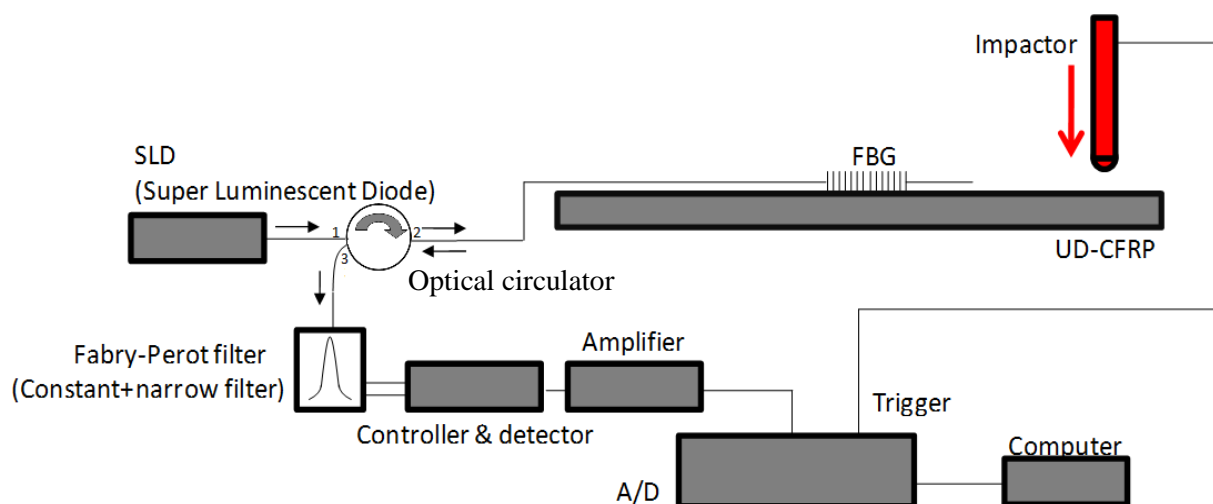 Impactor
SLD
(Super Luminescent Diode)
FBG
1
2
3
UD-CFRP
Optical circulator
Fabry-Perot filter
(Constant+narrow filter)
Amplifier
Controller & detector
Trigger
Computer
A/D